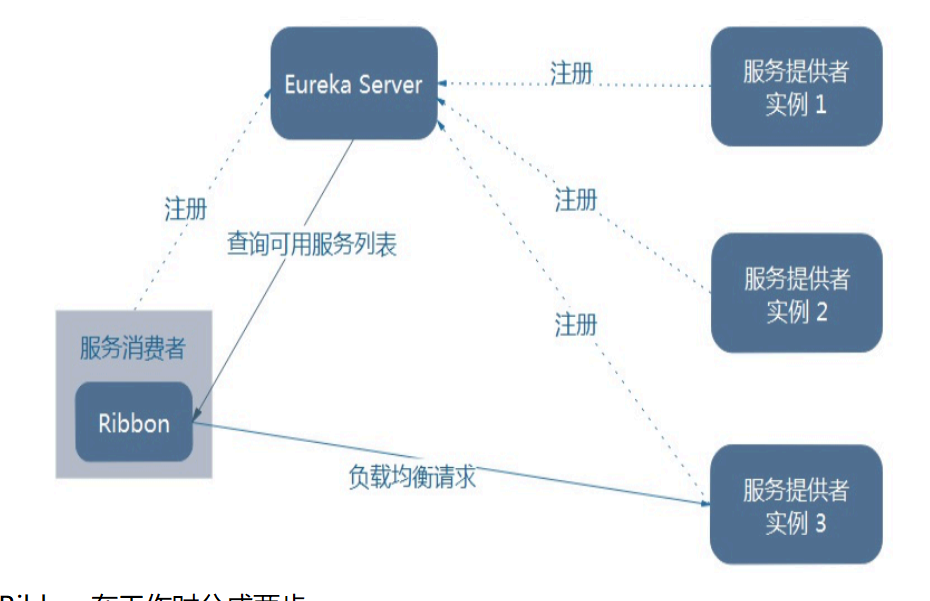 Eureka Server
注册
服务提供者
实例 1
注册
注册
查询可用服务列表
服务提供者
实例 2
注册
服务消费者
Ribbon
负载均衡请求
服务提供者
实例 3